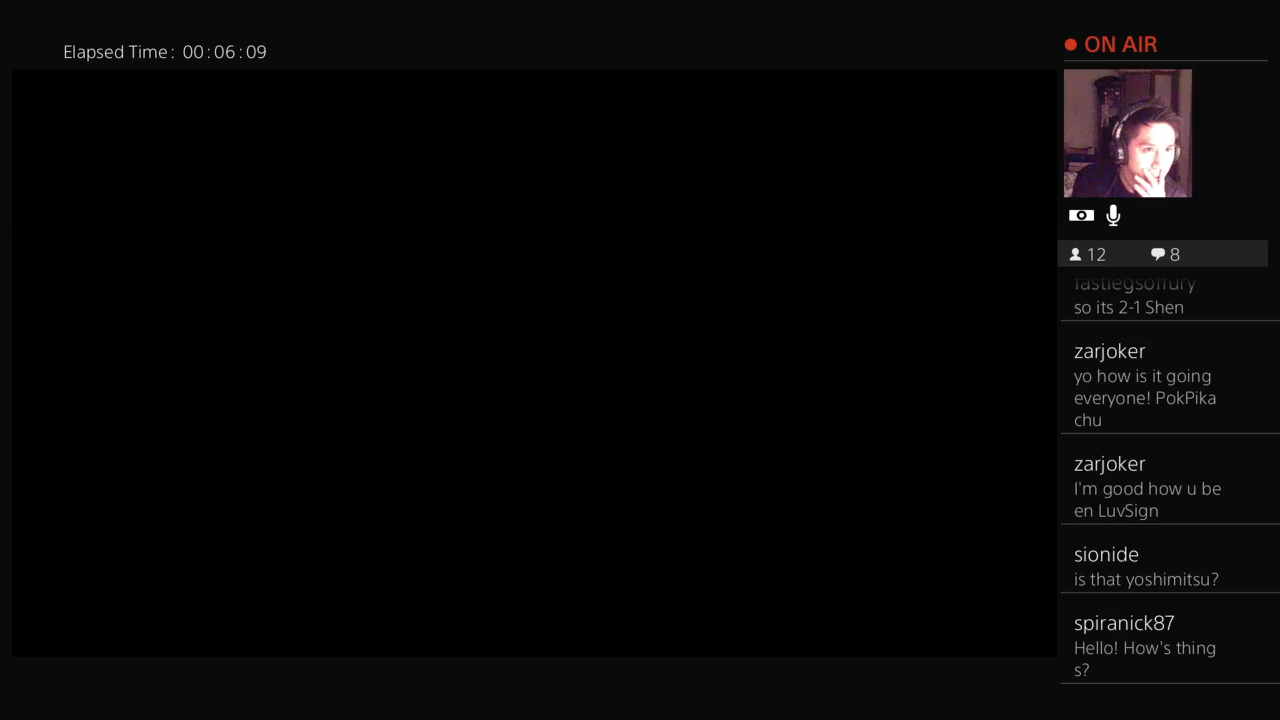 Elapsed Time: 00:06:09
ON AIR
12 8
fastlegsoffury
so its 2-1 Shen
zarjoker
yo how is it going
everyone! PokPika
chu
zarjoker
I'm good how u be
en LuvSign
sionide
is that yoshimitsu?
spiranick87
Hello! How's thing
s?